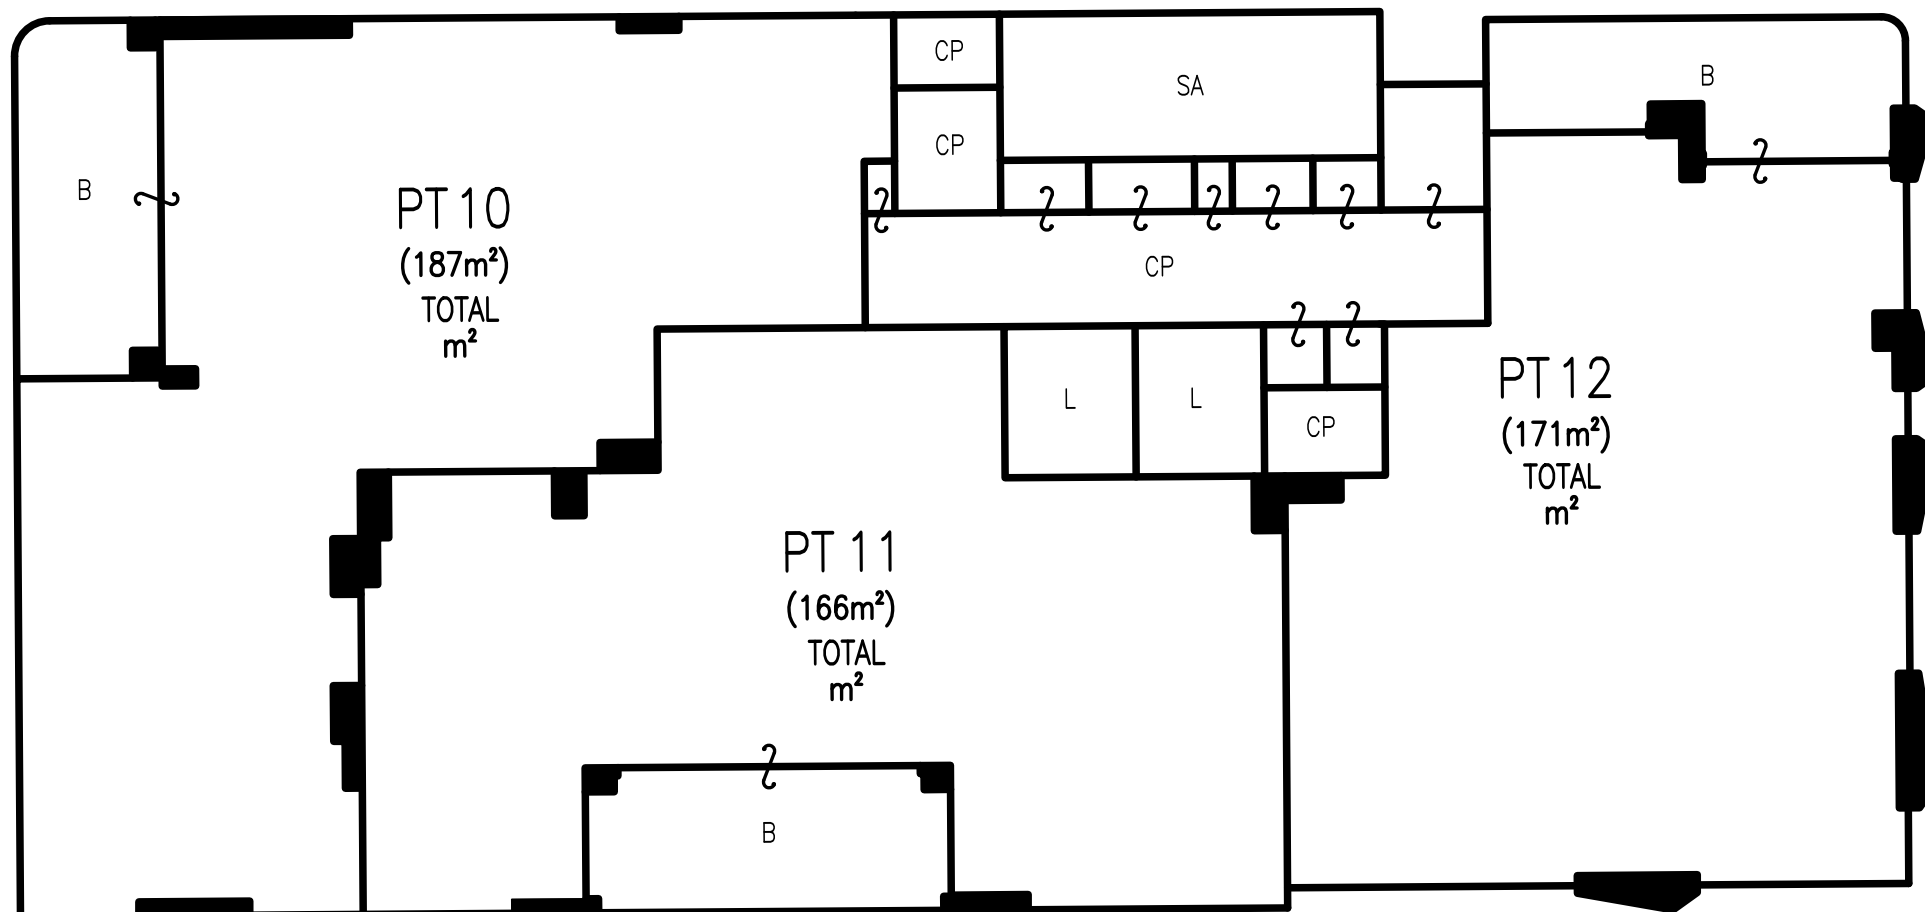 CP
SA
B
CP
B
PT 10
(187m²)
TOTAL
m²
CP
L
L
CP
PT 12
(171m²)
TOTAL
m²
PT 11
(166m²)
TOTAL
m²
B